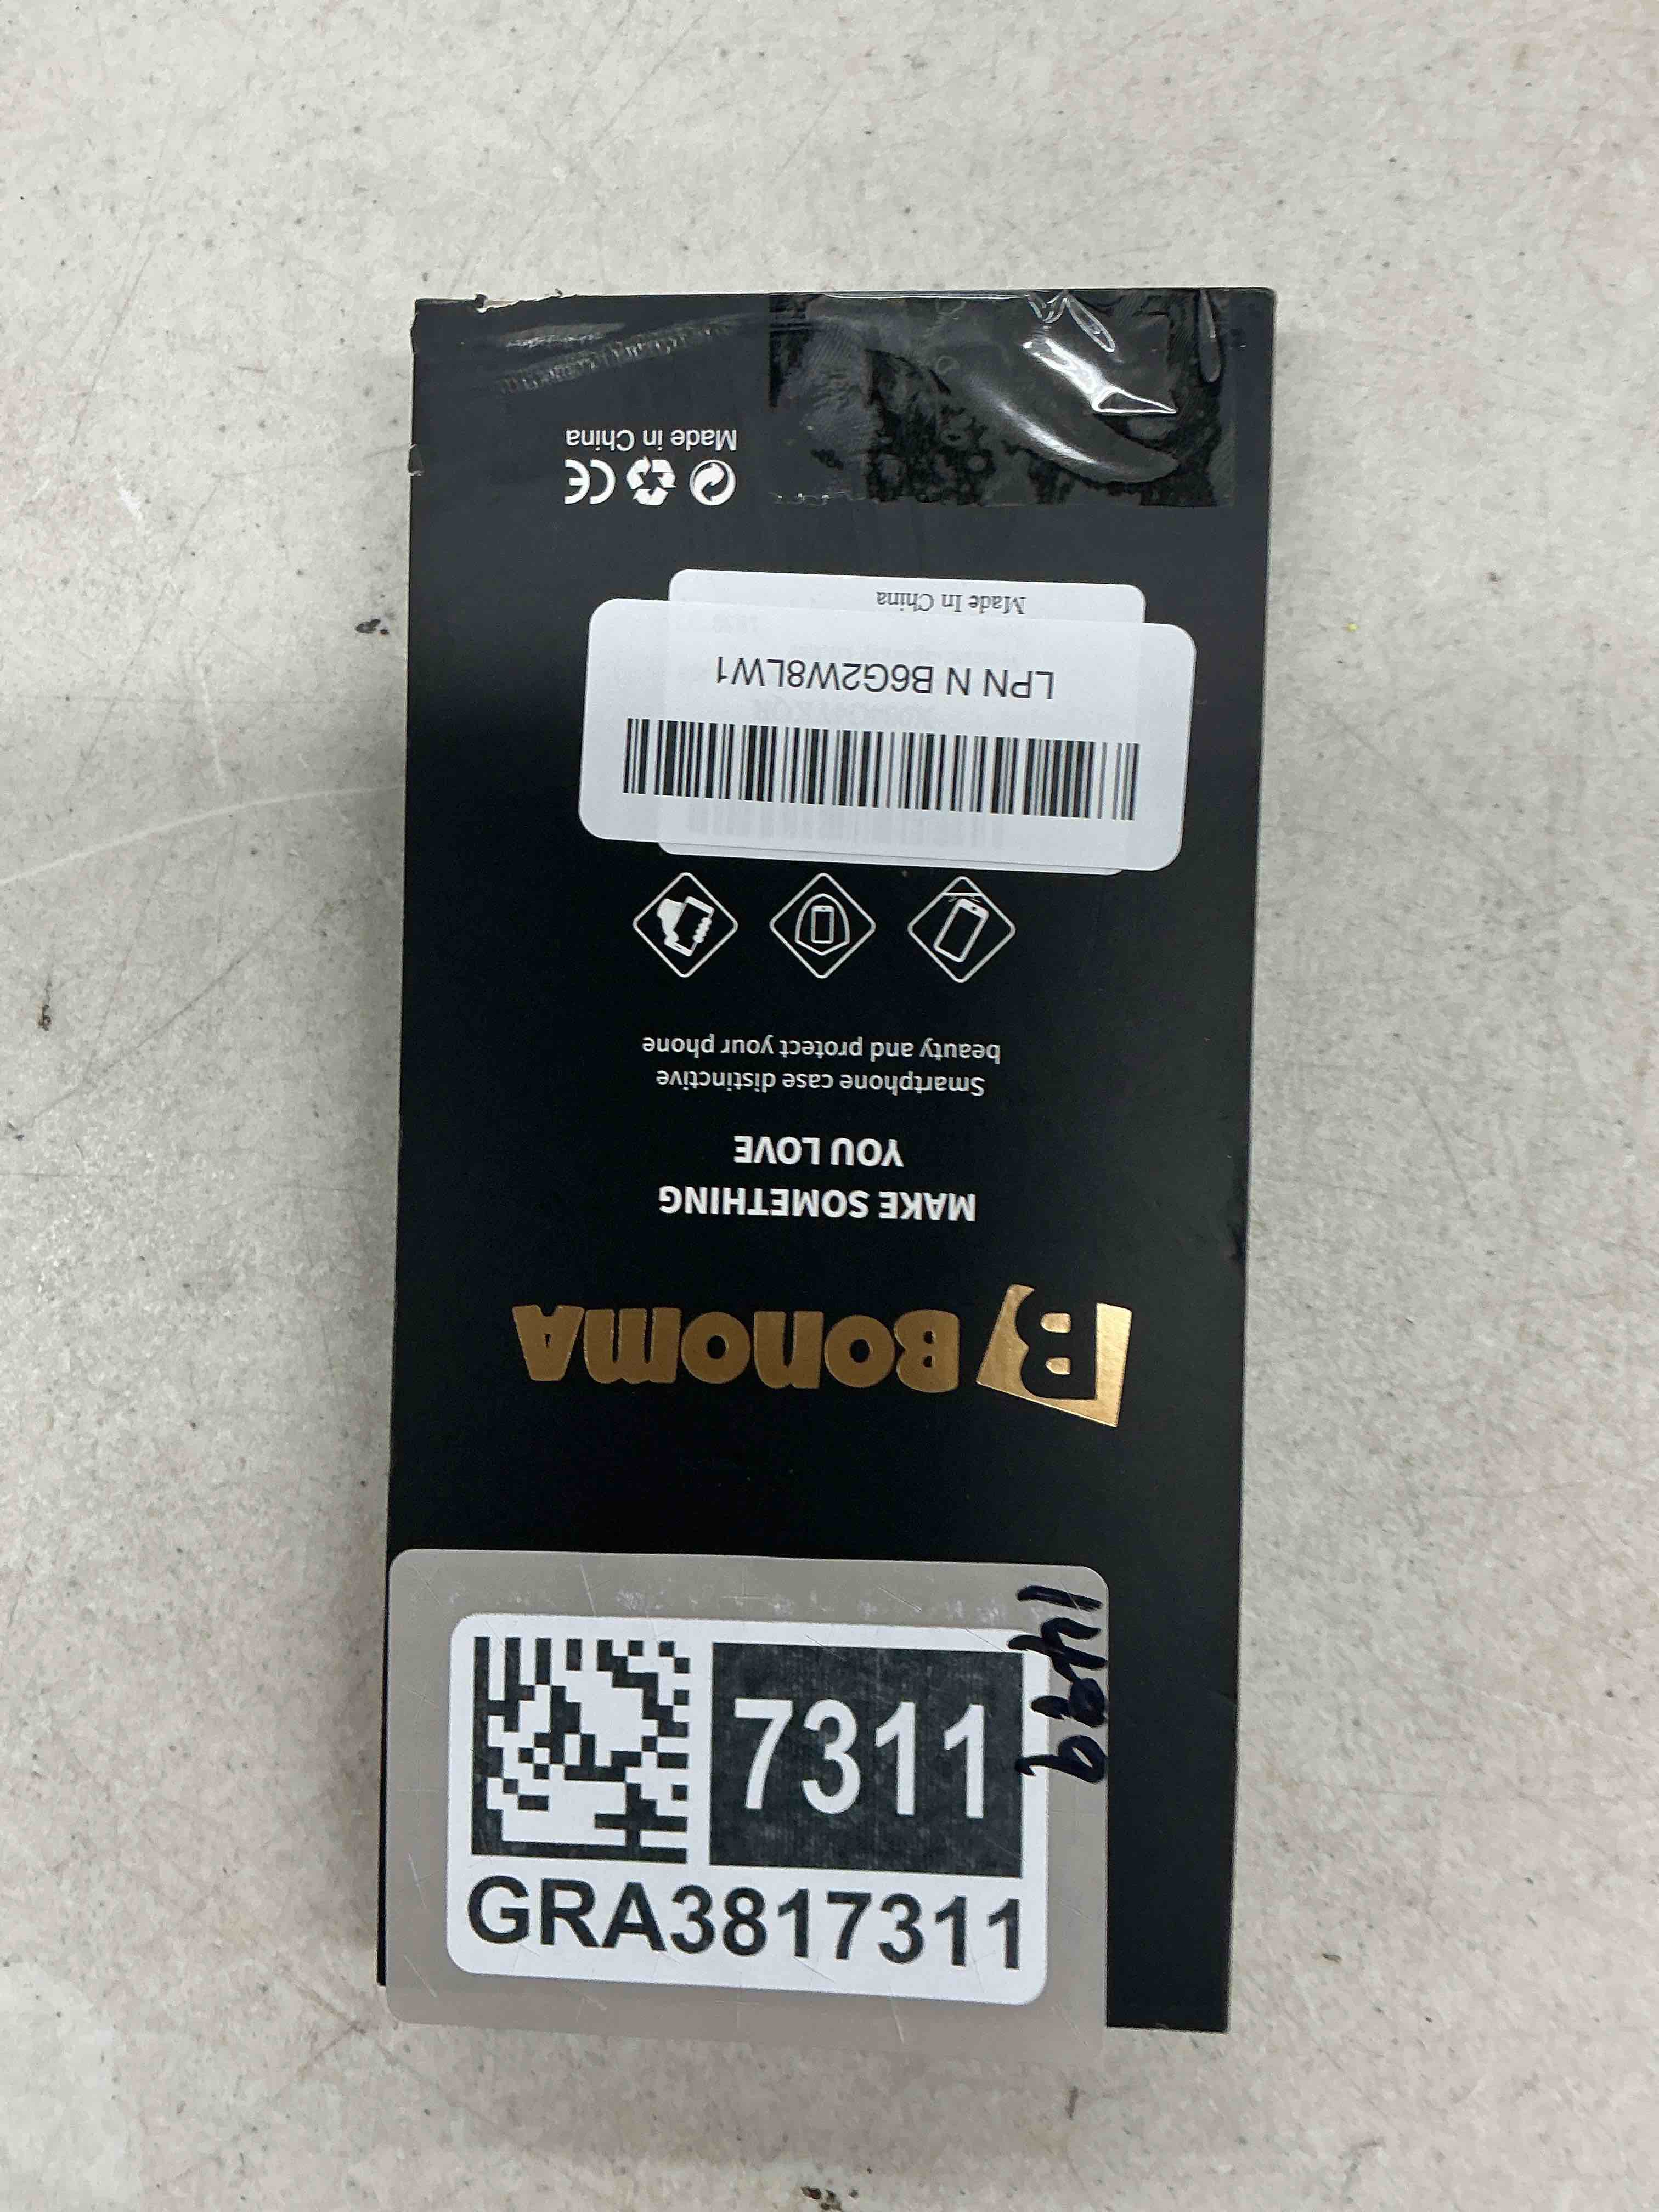 B BONOMA
MAKE SOMETHING
YOU LOVE
Smartphone case distinctive
beauty and protect your phone
LPN N B6G2W8LW1
Made In China
CE
Made in China
7311
GRA3817311